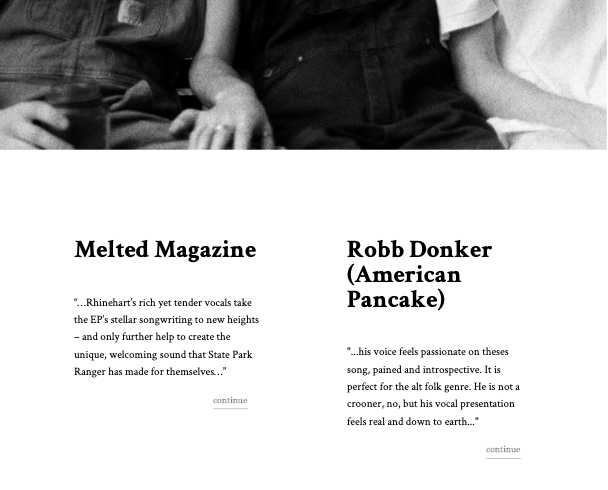 Melted Magazine
"…Rhinehart's rich yet tender vocals take
the EP's stellar songwriting to new heights
– and only further help to create the
unique, welcoming sound that State Park
Ranger has made for themselves…"
continue
Robb Donker
(American
Pancake)
"...his voice feels passionate on theses
song, pained and introspective. It is
perfect for the alt folk genre. He is not a
crooner, no, but his vocal presentation
feels real and down to earth..."
continue